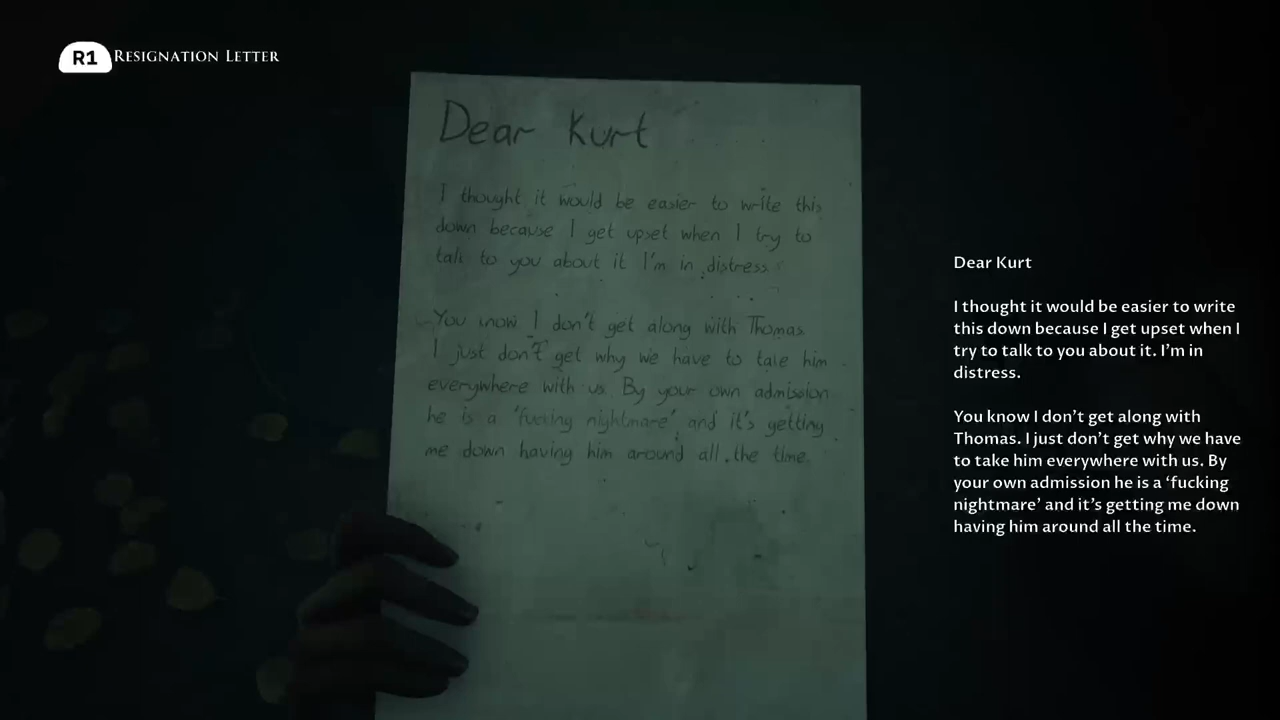 R1 Resignation Letter
Dear Kurt
I thought it would be easier to write this
down because I get upset when I try to
talk to you about it I'm in distress.
You know I don't get along with Thomas.
I just don't get why we have to take him
everywhere with us. By your own admission
he is a 'fucking nightmare' and it's getting
me down having him around all the time.
Dear Kurt
I thought it would be easier to write
this down because I get upset when I
try to talk to you about it. I'm in
distress.
You know I don't get along with
Thomas. I just don't get why we have
to take him everywhere with us. By
your own admission he is a ‘fucking
nightmare’ and it's getting me down
having him around all the time.